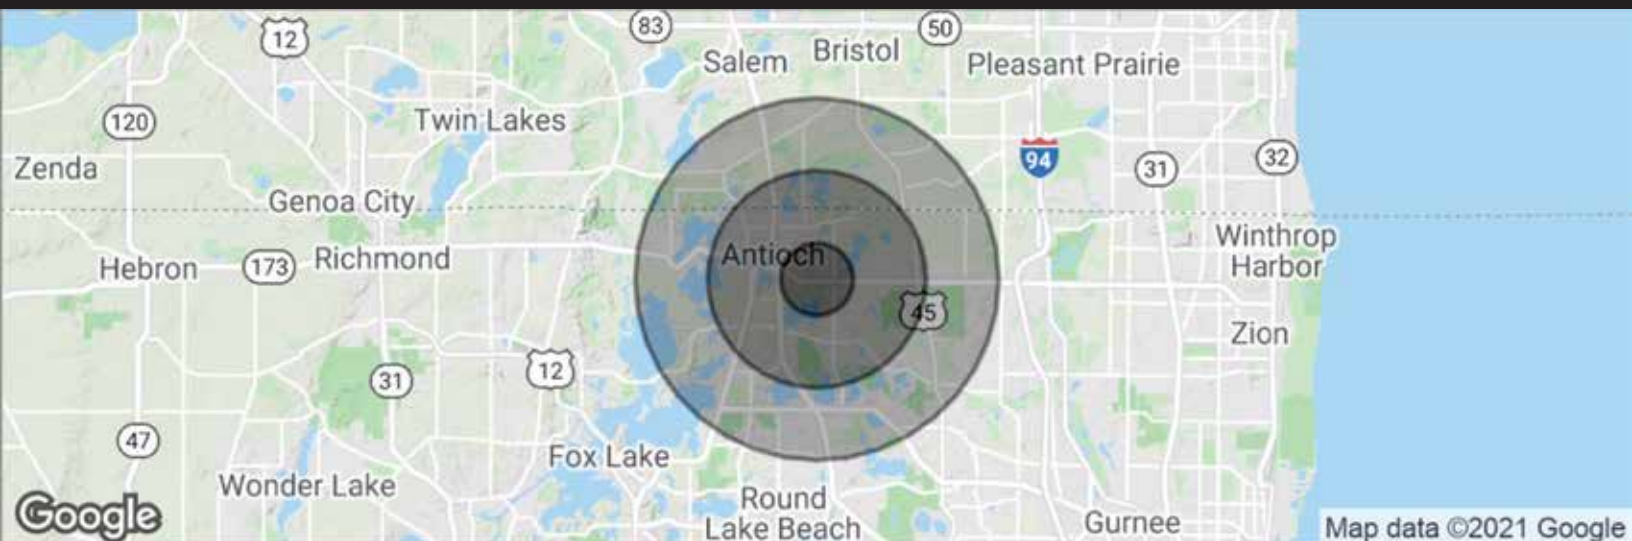 12
83
50
Salem
Bristol
Pleasant Prairie
120
Twin Lakes
Zenda
94
31
32
Genoa City
Winthrop
Harbor
Hebron
173
Richmond
Antioch
45
Zion
31
12
47
Fox Lake
Wonder Lake
Round
Lake Beach
Gurnee
Google
Map data ©2021 Google